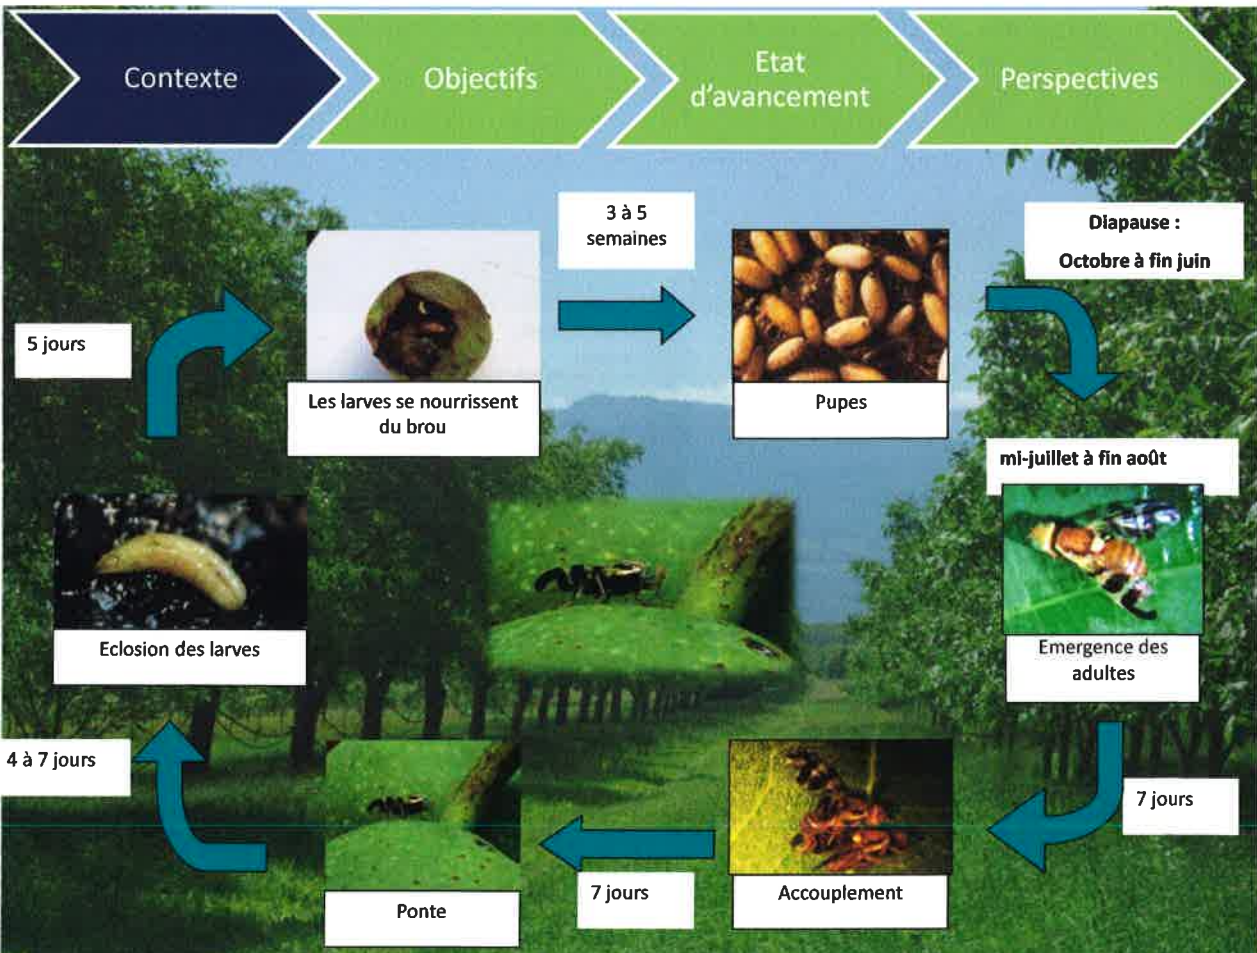 Contexte
Objectifs
Etat
d'avancement
Perspectives
3 à 5
semaines
Diapause :
Octobre à fin juin
5 jours
Les larves se nourrissent
du brou
Pupes
mi-juillet à fin août
Eclosion des larves
Emergence des
adultes
4 à 7 jours
7 jours
Ponte
7 jours
Accouplement